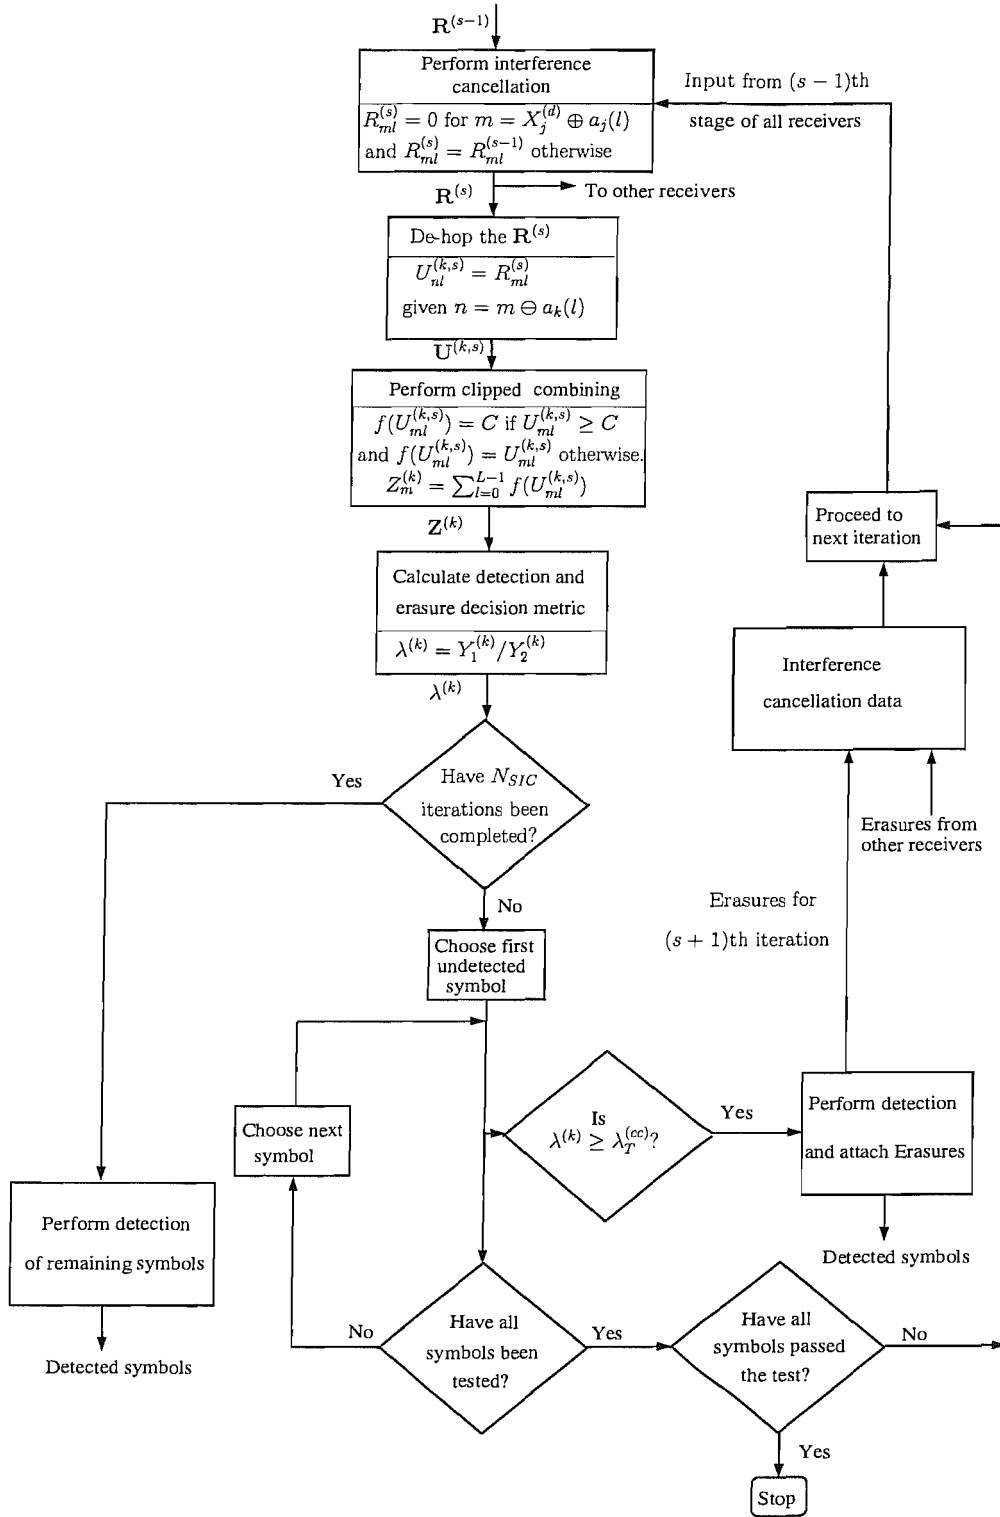 R^{(s−1)}
Perform interference
cancellation
R_{ml}^{(s)} = 0 for m = X_j^{(d)} ⊕ a_j(l)
and R_{ml}^{(s)} = R_{ml}^{(s−1)} otherwise
Input from (s − 1)th
stage of all receivers
R^{(s)}
To other receivers
De-hop the R^{(s)}
U_{nl}^{(k,s)} = R_{ml}^{(s)}
given n = m ⊖ a_k(l)
U^{(k,s)}
Perform clipped combining
f(U_{ml}^{(k,s)}) = C if U_{ml}^{(k,s)} ≥ C
and f(U_{ml}^{(k,s)}) = U_{ml}^{(k,s)} otherwise.
Z_m^{(k)} = ∑_{l=0}^{L−1} f(U_{ml}^{(k,s)})
Z^{(k)}
Proceed to
next iteration
Calculate detection and
erasure decision metric
λ^{(k)} = Y_1^{(k)}/Y_2^{(k)}
λ^{(k)}
Interference
cancellation data
Yes
Have N_{SIC}
iterations been
completed?
Erasures from
other receivers
No
Erasures for
(s + 1)th iteration
Choose first
undetected
symbol
Choose next
symbol
Is
λ^{(k)} ≥ λ_T^{(cc)}?
Yes
Perform detection
and attach Erasures
Perform detection
of remaining symbols
Detected symbols
Detected symbols
No
Have all
symbols been
tested?
Yes
Have all
symbols passed
the test?
No
Yes
Stop